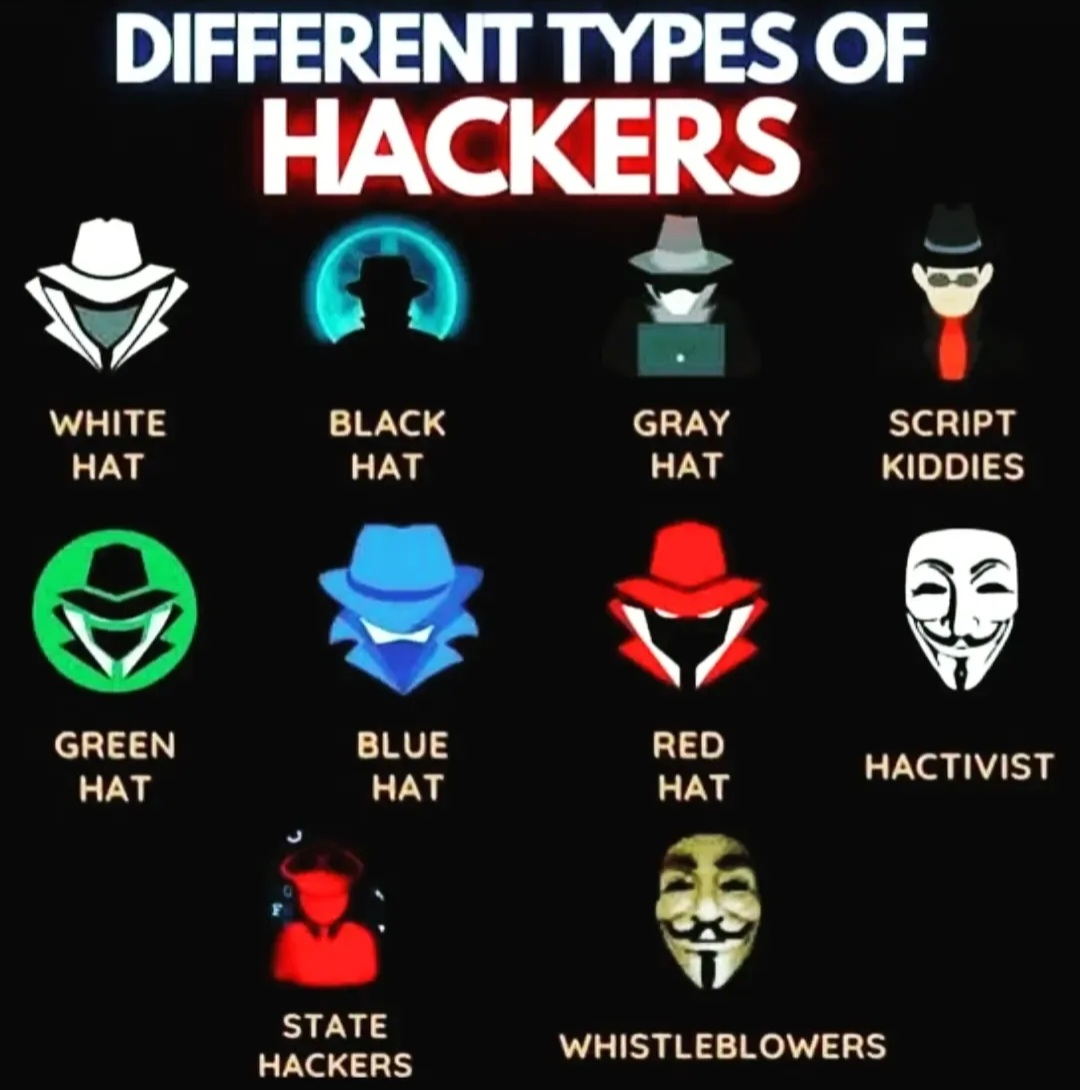 DIFFERENT TYPES OF
HACKERS
WHITE
HAT
BLACK
HAT
GRAY
HAT
SCRIPT
KIDDIES
GREEN
HAT
BLUE
HAT
RED
HAT
HACTIVIST
STATE
HACKERS
WHISTLEBLOWERS